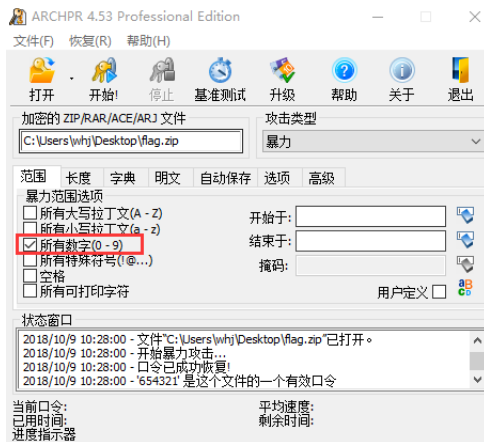 ARCHPR 4.53 Professional Edition
文件(F) 恢复(R) 帮助(H)
打开 开始! 停止 基准测试 升级 帮助 关于 退出
加密的 ZIP/RAR/ACE/ARJ 文件 攻击类型
C:\Users\whj\Desktop\flag.zip 暴力
范围 长度 字典 明文 自动保存 选项 高级
暴力范围选项
所有大写拉丁文(A - Z) 开始于:
所有小写拉丁文(a - z)
所有数字(0 - 9) 结束于:
所有特殊符号(!@...) 掩码:
空格
所有可打印字符 用户定义
状态窗口
2018/10/9 10:28:00 - 文件"C:\Users\whj\Desktop\flag.zip"已打开。
2018/10/9 10:28:00 - 开始暴力攻击...
2018/10/9 10:28:00 - 口令已成功恢复!
2018/10/9 10:28:00 - '654321' 是这个文件的一个有效口令
当前口令: 平均速度:
已用时间: 剩余时间:
进度指示器